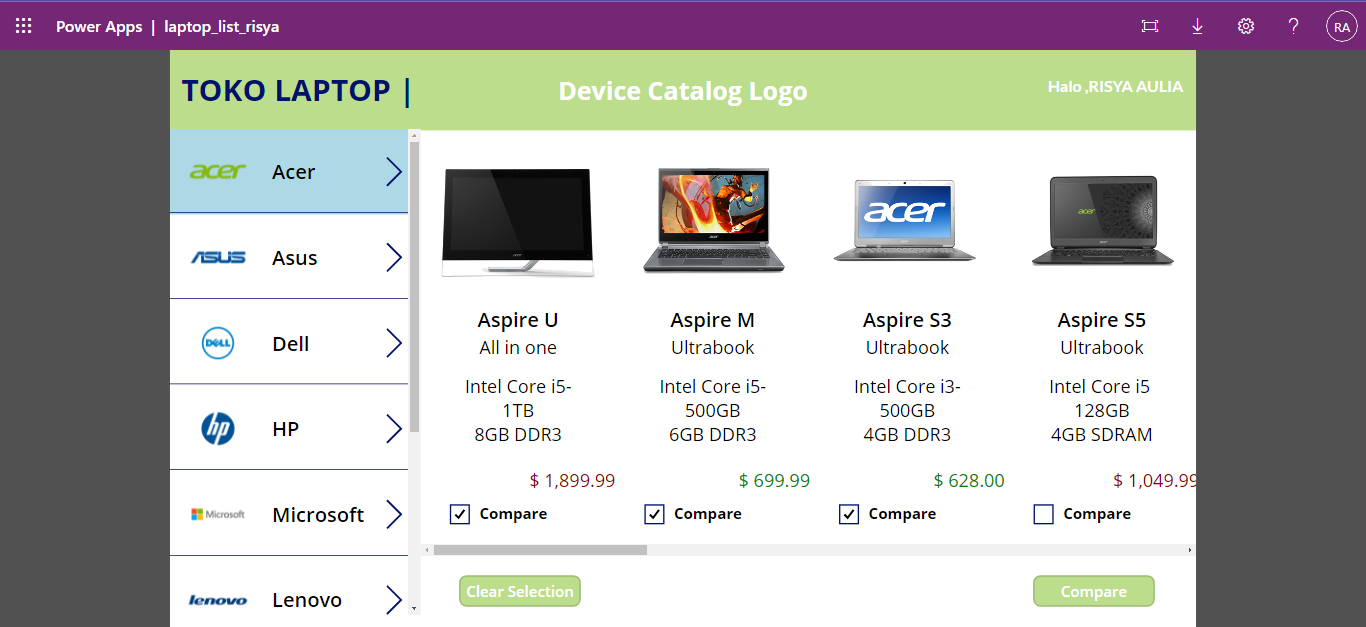 Power Apps | laptop_list_risya
RA
TOKO LAPTOP |
Device Catalog Logo
Halo ,RISYA AULIA
acer
Acer
ASUS
Asus
DELL
Dell
hp
HP
Microsoft
Microsoft
lenovo
Lenovo
acer
acer
Aspire U
All in one
Intel Core i5-
1TB
8GB DDR3
$ 1,899.99
Compare
Aspire M
Ultrabook
Intel Core i5-
500GB
6GB DDR3
$ 699.99
Compare
Aspire S3
Ultrabook
Intel Core i3-
500GB
4GB DDR3
$ 628.00
Compare
Aspire S5
Ultrabook
Intel Core i5
128GB
4GB SDRAM
$ 1,049.99
Compare
Clear Selection
Compare